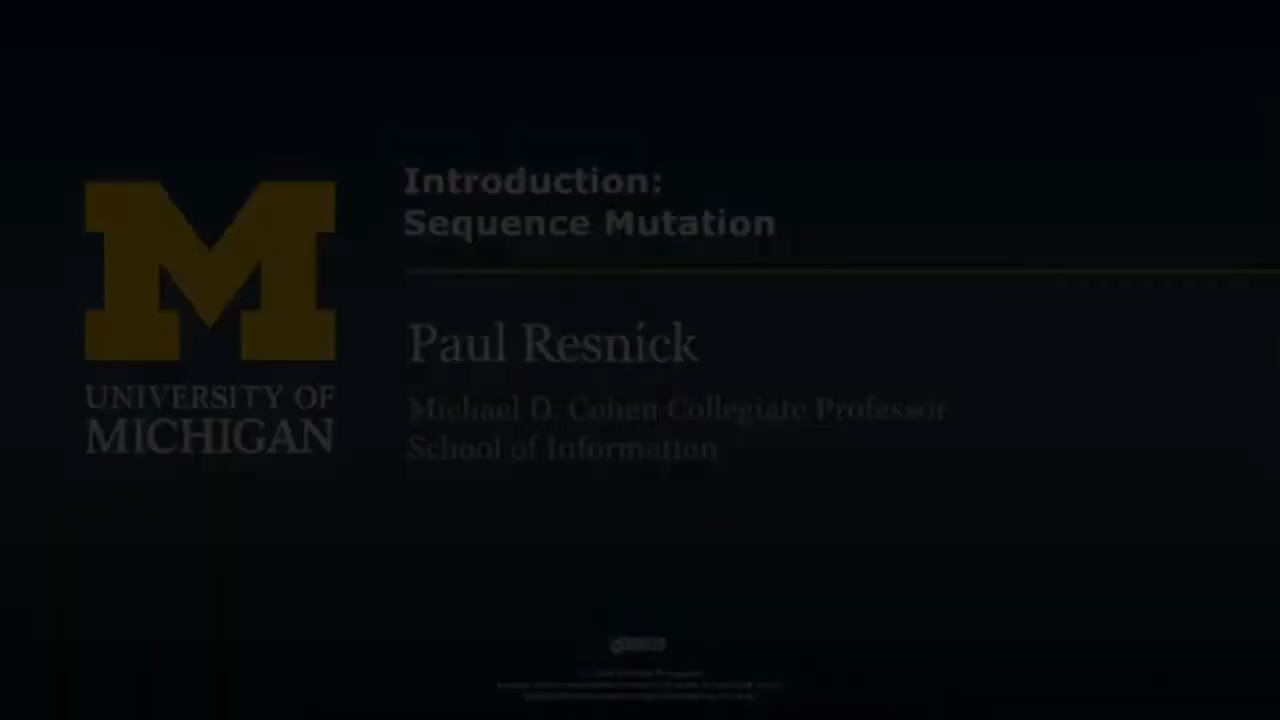 Introduction:
Sequence Mutation
Paul Resnick
Michael D. Cohen Collegiate Professor
School of Information
UNIVERSITY OF
MICHIGAN